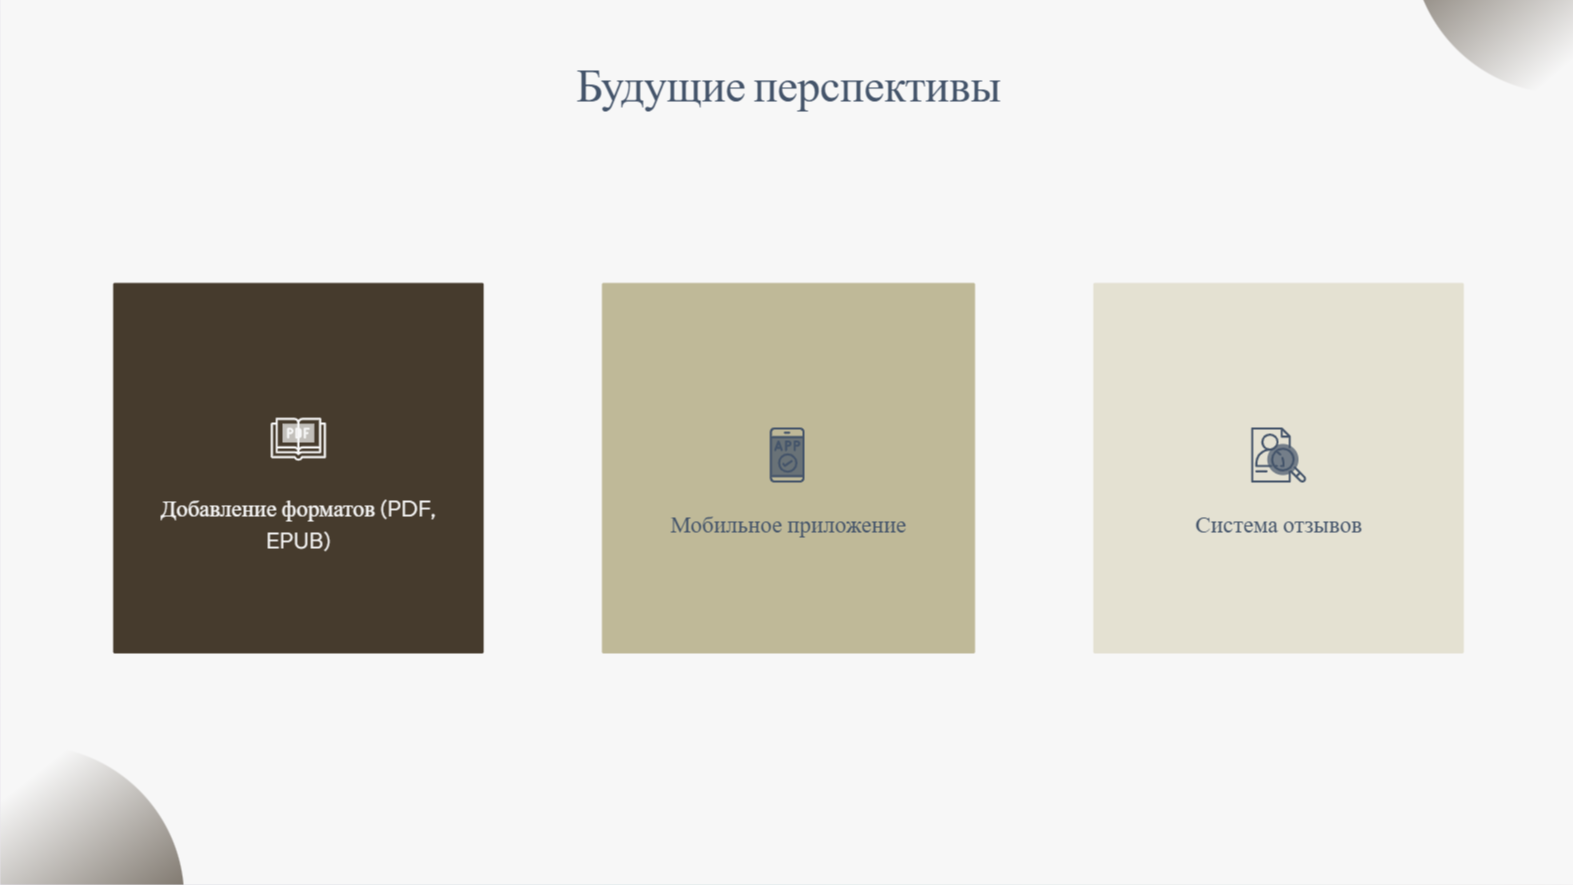 Будущие перспективы
PDF
Добавление форматов (PDF,
EPUB)
APP
Мобильное приложение
Система отзывов